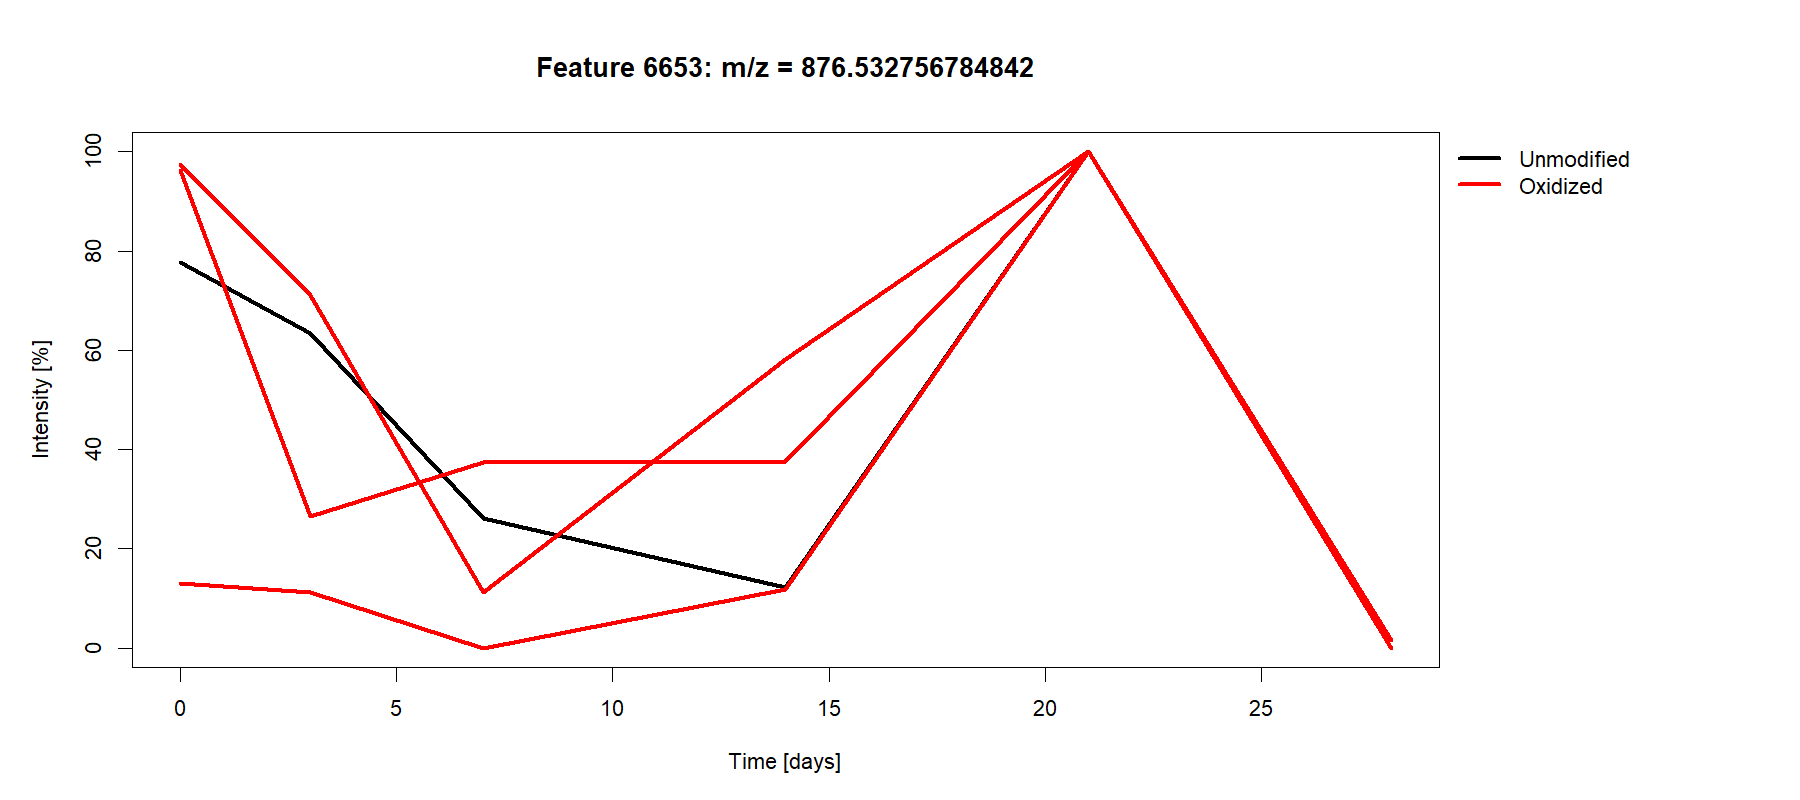 Feature 6653: m/z = 876.532756784842
Unmodified
Oxidized
Intensity [%]
100
80
60
40
20
0
0 5 10 15 20 25
Time [days]